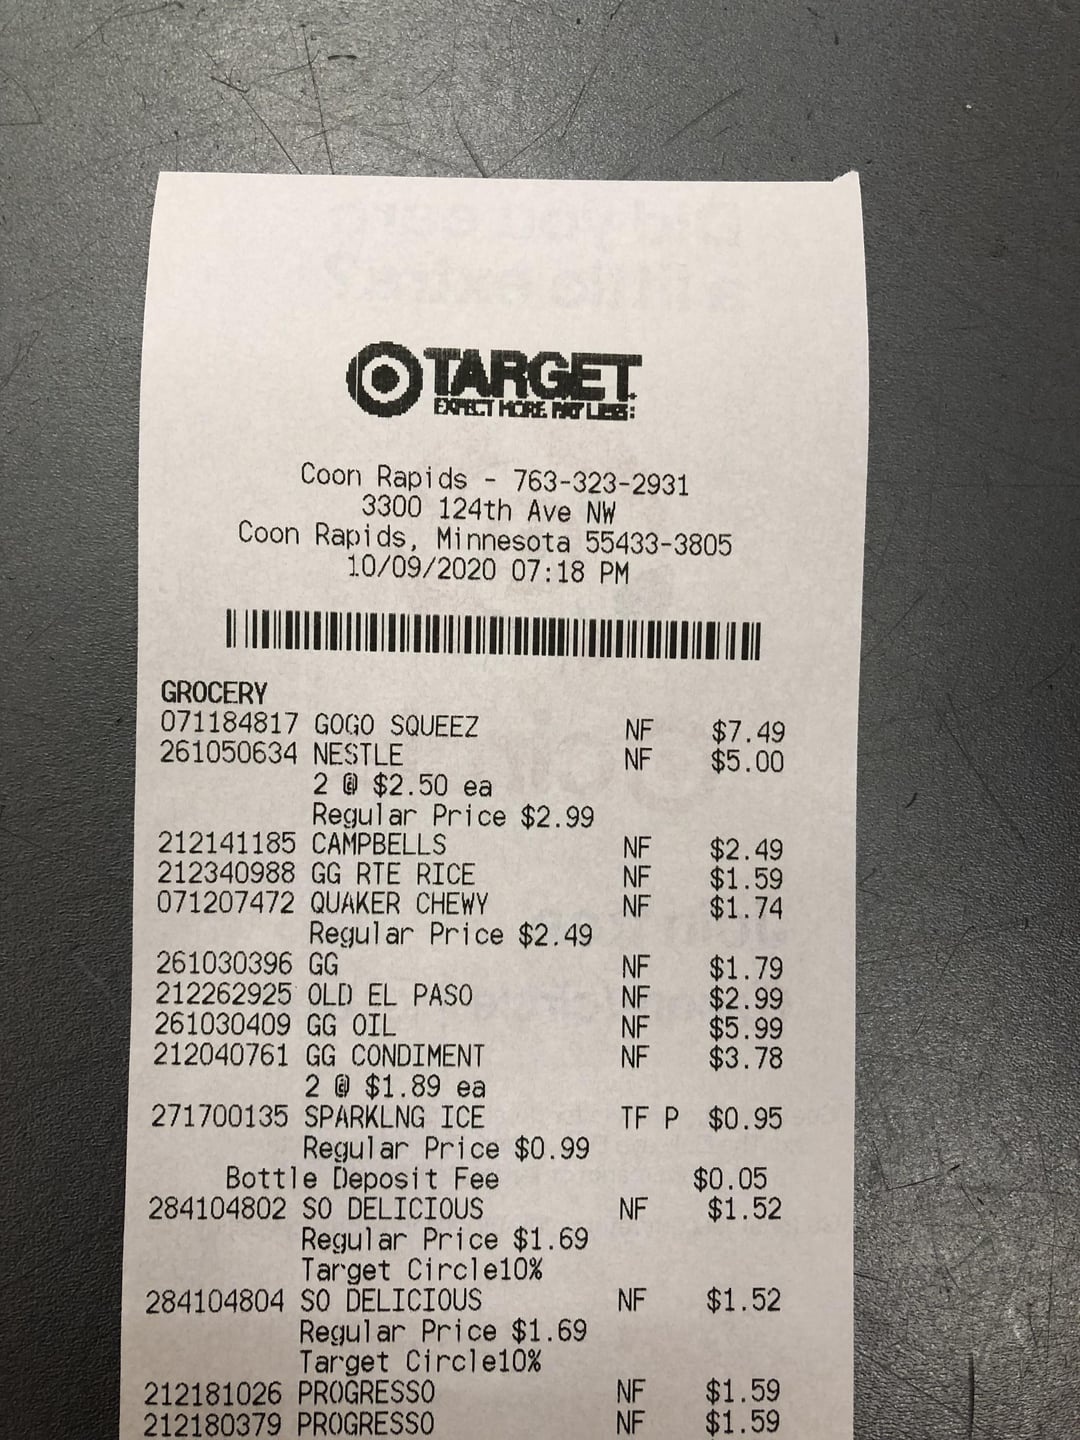 TARGET
EXPECT MORE. PAY LESS.
Coon Rapids - 763-323-2931
3300 124th Ave NW
Coon Rapids, Minnesota 55433-3805
10/09/2020 07:18 PM
GROCERY
071184817 GOGO SQUEEZ NF $7.49
261050634 NESTLE NF $5.00
2 @ $2.50 ea
Regular Price $2.99
212141185 CAMPBELLS NF $2.49
212340988 GG RTE RICE NF $1.59
071207472 QUAKER CHEWY NF $1.74
Regular Price $2.49
261030396 GG NF $1.79
212262925 OLD EL PASO NF $2.99
261030409 GG OIL NF $5.99
212040761 GG CONDIMENT NF $3.78
2 @ $1.89 ea
271700135 SPARKLNG ICE TF P $0.95
Regular Price $0.99
Bottle Deposit Fee $0.05
284104802 SO DELICIOUS NF $1.52
Regular Price $1.69
Target Circle10%
284104804 SO DELICIOUS NF $1.52
Regular Price $1.69
Target Circle10%
212181026 PROGRESSO NF $1.59
212180379 PROGRESSO NF $1.59